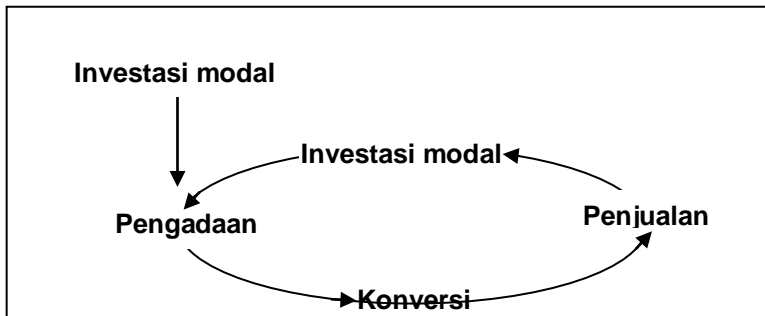 Investasi modal
Investasi modal
Pengadaan
Penjualan
Konversi